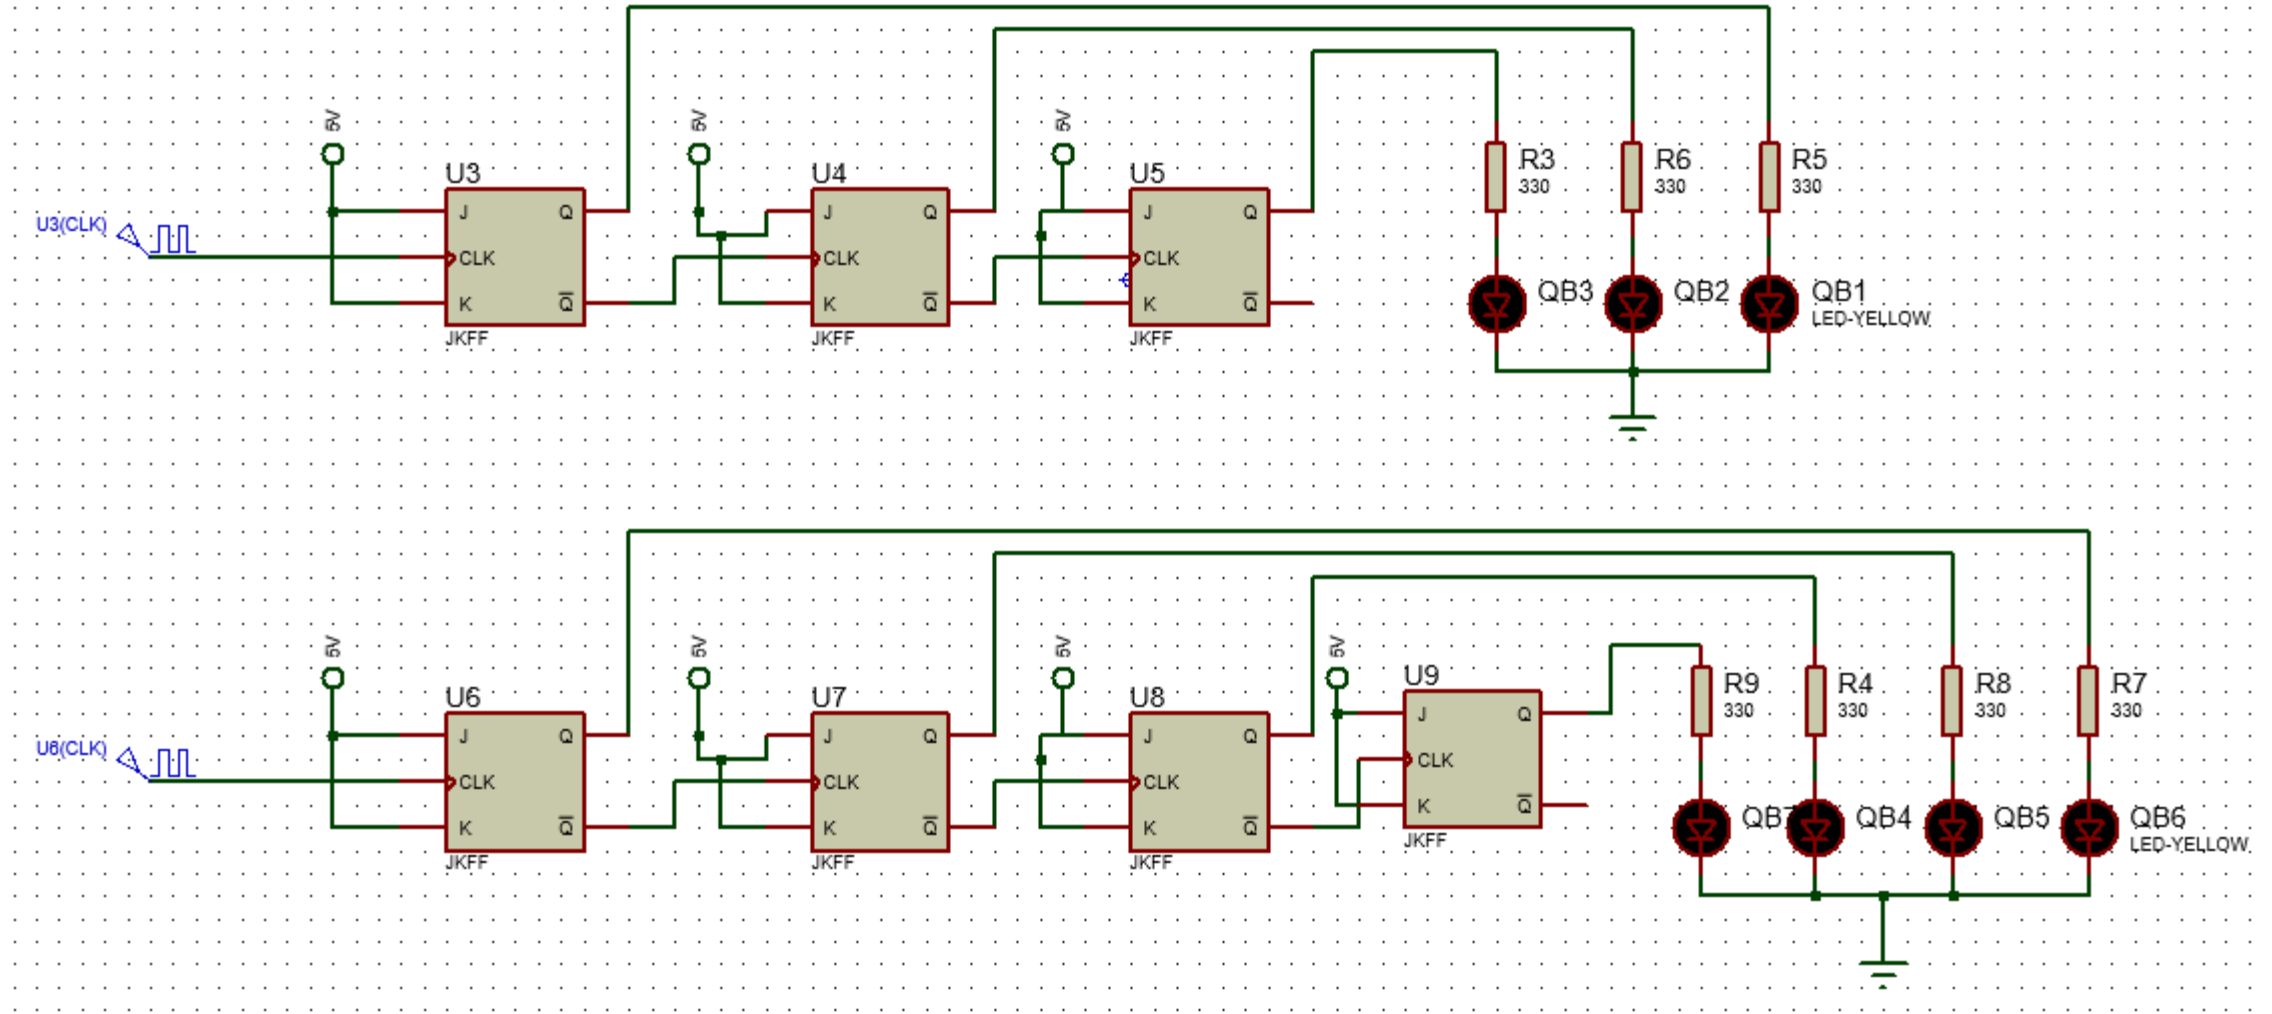 5V
5V
5V
U3
U4
U5
R3
330
R6
330
R5
330
U3(CLK)
J
Q
CLK
K
Q
JKFF
J
Q
CLK
K
Q
JKFF
J
Q
CLK
K
Q
JKFF
QB3
QB2
QB1
LED-YELLOW
5V
5V
5V
5V
U6
U7
U8
U9
R9
330
R4
330
R8
330
R7
330
U6(CLK)
J
Q
CLK
K
Q
JKFF
J
Q
CLK
K
Q
JKFF
J
Q
CLK
K
Q
JKFF
J
Q
CLK
K
Q
JKFF
QB7
QB4
QB5
QB6
LED-YELLOW